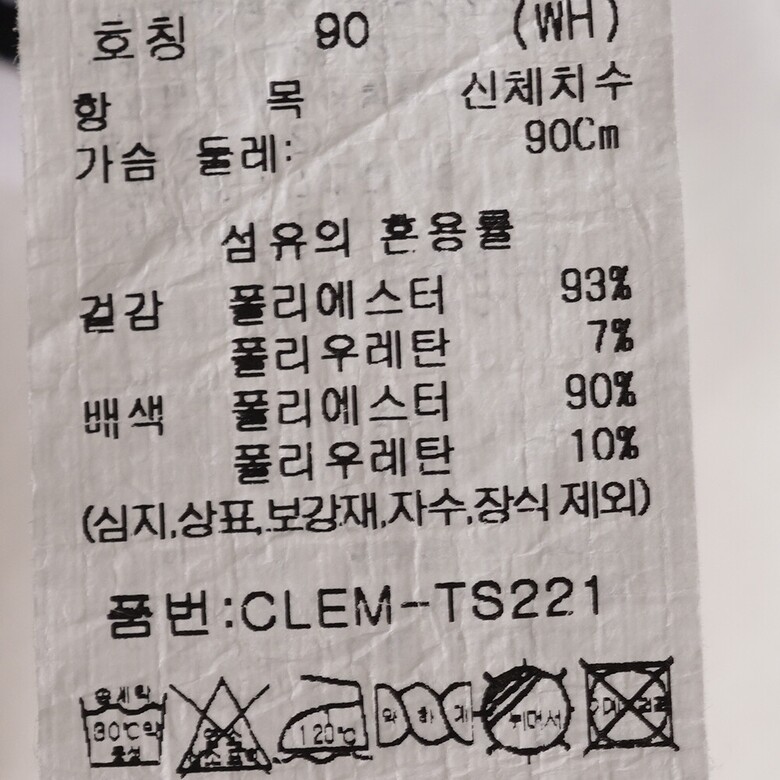 호칭 90 (WH)
항 목 신체치수
가슴 둘레: 90Cm
섬유의 혼용률
겉감 폴리에스터 93%
폴리우레탄 7%
배색 폴리에스터 90%
폴리우레탄 10%
(심지,상표,보강재,자수,장식 제외)
품번:CLEM-TS221
손세탁
30℃ 약 120℃ 약하게 뉘어서
중성 염소